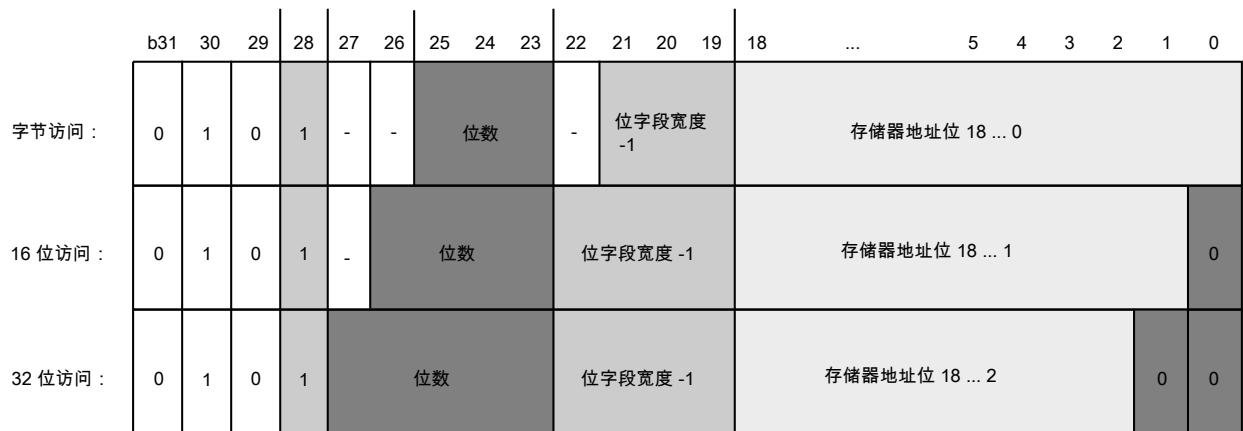 b31 30 29 28 27 26 25 24 23 22 21 20 19 18 ... 5 4 3 2 1 0
字节访问： 0 1 0 1 - - 位数 - 位字段宽度 -1 存储器地址位 18 ... 0
16 位访问： 0 1 0 1 - 位数 位字段宽度 -1 存储器地址位 18 ... 1 0
32 位访问： 0 1 0 1 位数 位字段宽度 -1 存储器地址位 18 ... 2 0 0